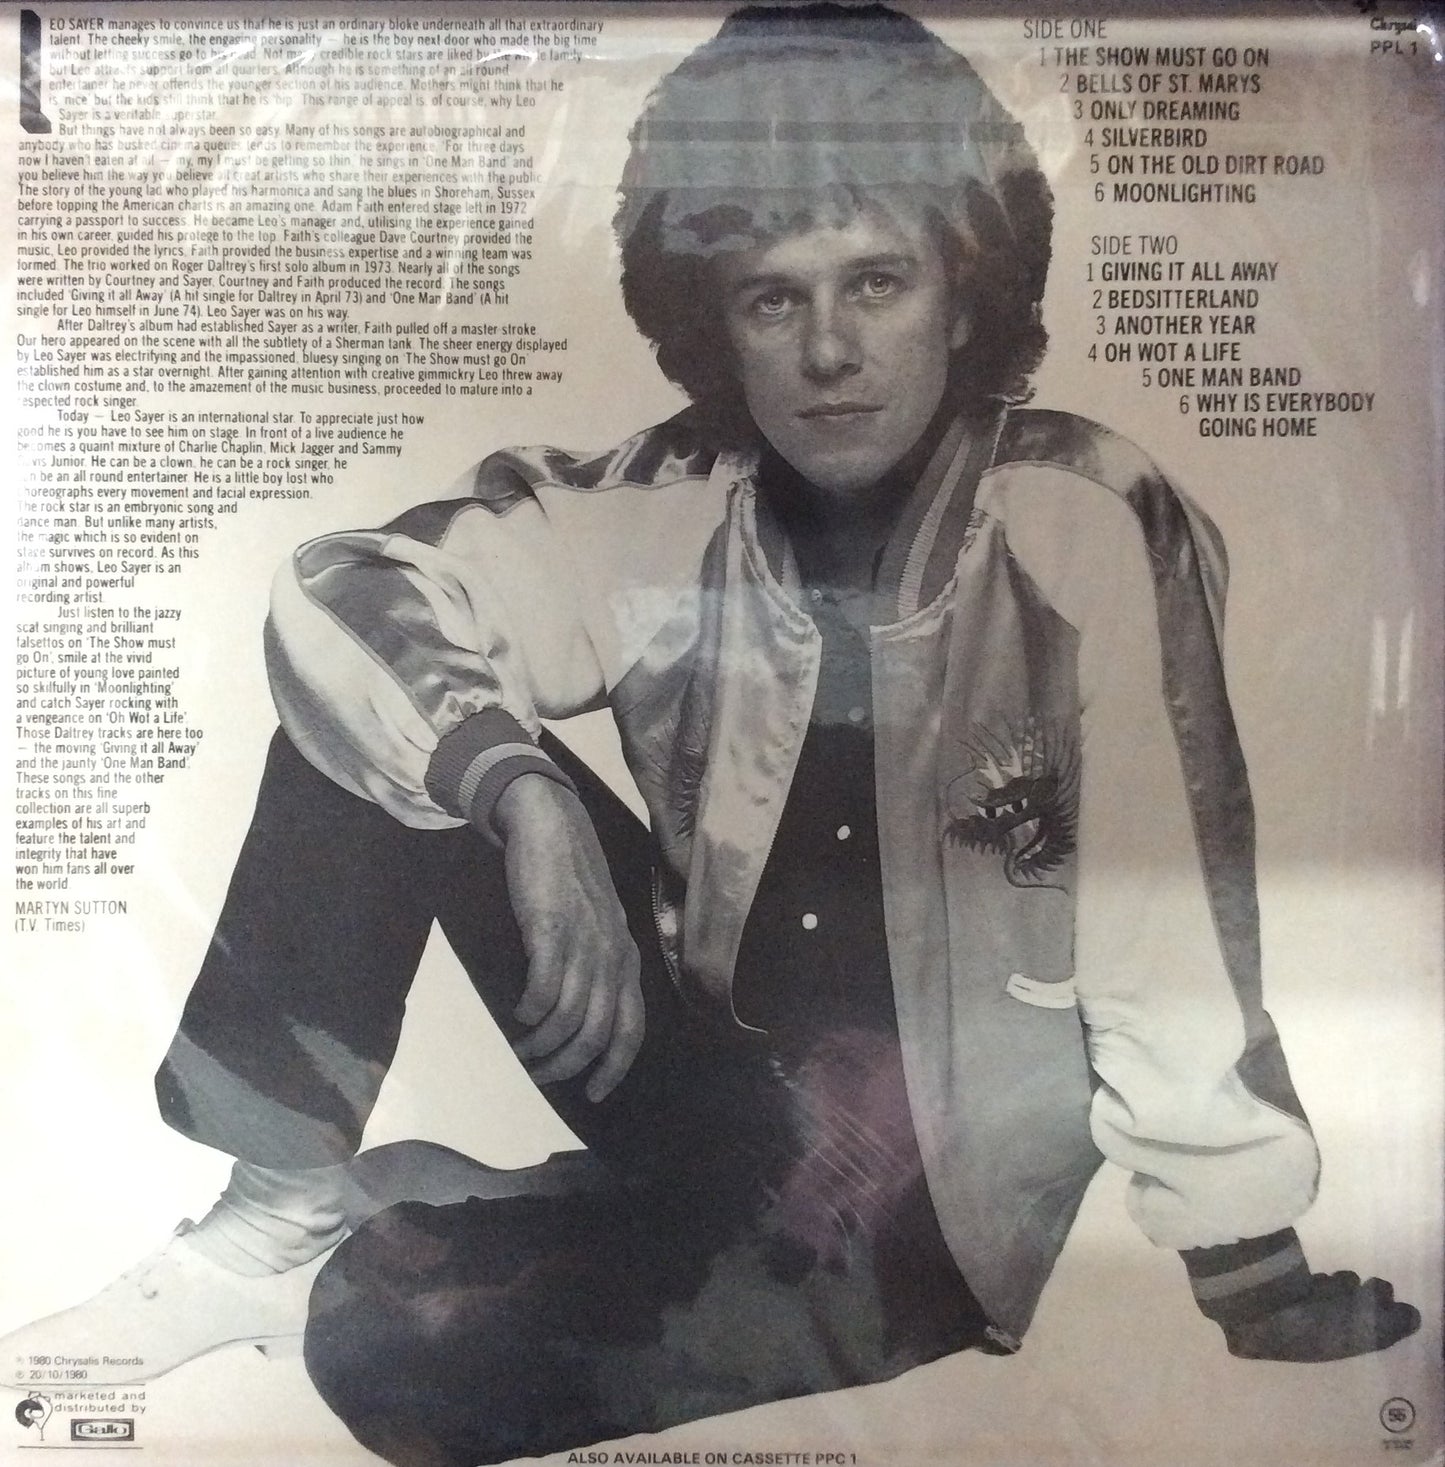 LEO SAYER manages to convince us that he is just an ordinary bloke underneath all that extraordinary
talent. The cheeky smile, the engaging personality – he is the boy next door who made the big time
without letting success go to his head. Not many credible rock stars are liked by the whole family
but Leo attracts support from all quarters. Although he is something of an all round
entertainer he never offends the younger section of his audience. Mothers might think that he
is 'nice' but the kids still think that he is 'hip'. This range of appeal is, of course, why Leo
Sayer is a veritable superstar.
But things have not always been so easy. Many of his songs are autobiographical and
anybody who has busked cinema queues tends to remember the experience. 'For three days
now I haven't eaten at all – my, my I must be getting so thin,' he sings in 'One Man Band' and
you believe him the way you believe all great artists who share their experiences with the public.
The story of the young lad who played his harmonica and sang the blues in Shoreham, Sussex
before topping the American charts is an amazing one. Adam Faith entered stage left in 1972
carrying a passport to success. He became Leo's manager and, utilising the experience gained
in his own career, guided his protege to the top. Faith's colleague Dave Courtney provided the
music, Leo provided the lyrics, Faith provided the business expertise and a winning team was
formed. The trio worked on Roger Daltrey's first solo album in 1973. Nearly all of the songs
were written by Courtney and Sayer, Courtney and Faith produced the record. The songs
included 'Giving it all Away' (A hit single for Daltrey in April 73) and 'One Man Band' (A hit
single for Leo himself in June 74). Leo Sayer was on his way.
After Daltrey's album had established Sayer as a writer, Faith pulled off a master-stroke.
Our hero appeared on the scene with all the subtlety of a Sherman tank. The sheer energy displayed
by Leo Sayer was electrifying and the impassioned, bluesy singing on 'The Show must go On'
established him as a star overnight. After gaining attention with creative gimmickry Leo threw away
the clown costume and, to the amazement of the music business, proceeded to mature into a
respected rock singer.
Today – Leo Sayer is an international star. To appreciate just how
good he is you have to see him on stage. In front of a live audience he
becomes a quaint mixture of Charlie Chaplin, Mick Jagger and Sammy
Davis Junior. He can be a clown, he can be a rock singer, he
can be an all round entertainer. He is a little boy lost who
choreographs every movement and facial expression.
The rock star is an embryonic song and
dance man. But unlike many artists,
the magic which is so evident on
stage survives on record. As this
album shows, Leo Sayer is an
original and powerful
recording artist.
Just listen to the jazzy
scat singing and brilliant
falsettos on 'The Show must
go On', smile at the vivid
picture of young love painted
so skilfully in 'Moonlighting'
and catch Sayer rocking with
a vengeance on 'Oh Wot a Life'.
Those Daltrey tracks are here too
– the moving 'Giving it all Away'
and the jaunty 'One Man Band'.
These songs and the other
tracks on this fine
collection are all superb
examples of his art and
feature the talent and
integrity that have
won him fans all over
the world.
MARTYN SUTTON
(T.V. Times)
SIDE ONE
1 THE SHOW MUST GO ON
2 BELLS OF ST. MARYS
3 ONLY DREAMING
4 SILVERBIRD
5 ON THE OLD DIRT ROAD
6 MOONLIGHTING
SIDE TWO
1 GIVING IT ALL AWAY
2 BEDSITTERLAND
3 ANOTHER YEAR
4 OH WOT A LIFE
5 ONE MAN BAND
6 WHY IS EVERYBODY
GOING HOME
Chrysalis
PPL 1
℗ 1980 Chrysalis Records
© 20/10/1980
marketed and
distributed by
Gallo
ALSO AVAILABLE ON CASSETTE PPC 1
55